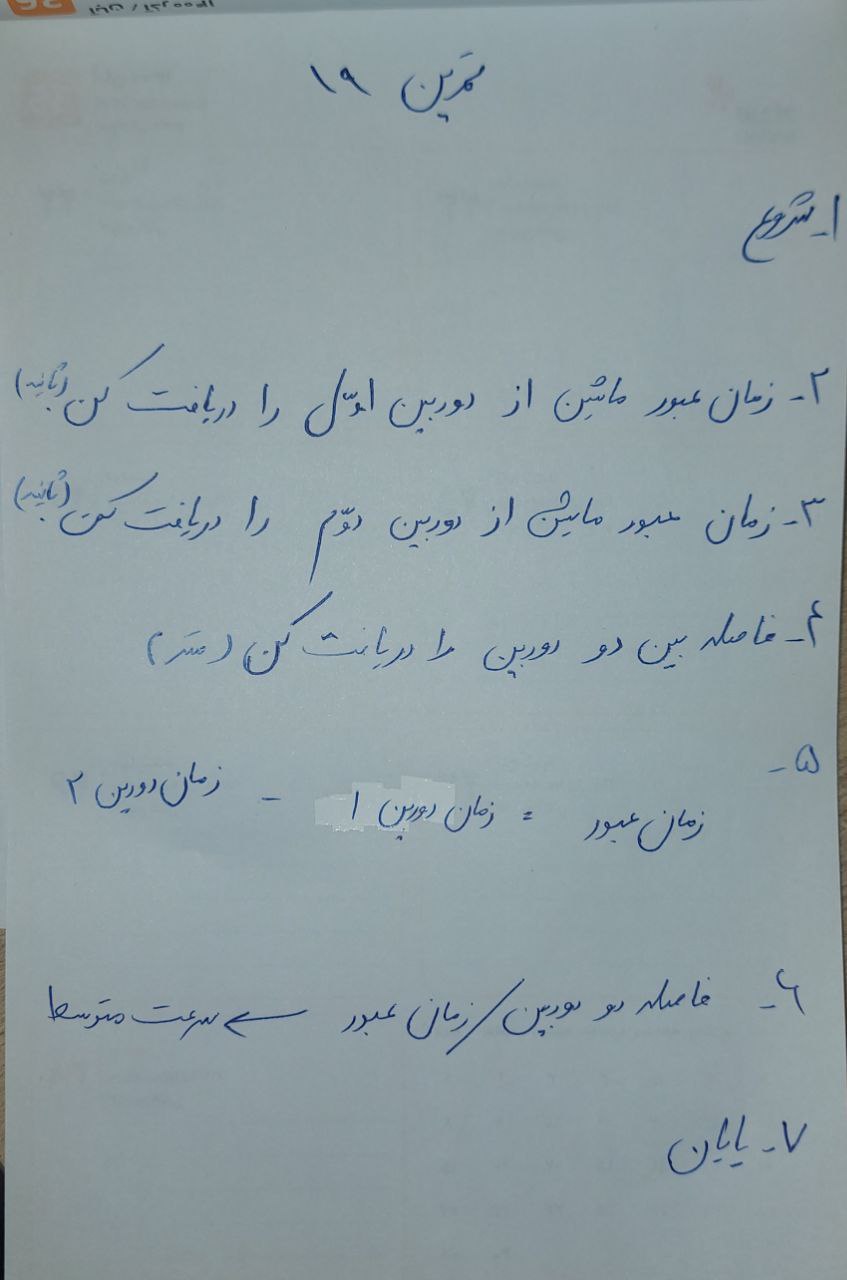 تمرین ۱۹
۱- شروع
۲- زمان عبور ماشین از دوربین اوّل را دریافت کن. (ثانیه)
۳- زمان عبور ماشین از دوربین دوّم را دریافت کن. (ثانیه)
۴- فاصله بین دو دوربین را دریافت کن (متر)
۵-
زمان عبور = زمان دوربین ۱ - زمان دوربین ۲
۶- فاصله دو دوربین / زمان عبور ← سرعت متوسط
۷- پایان